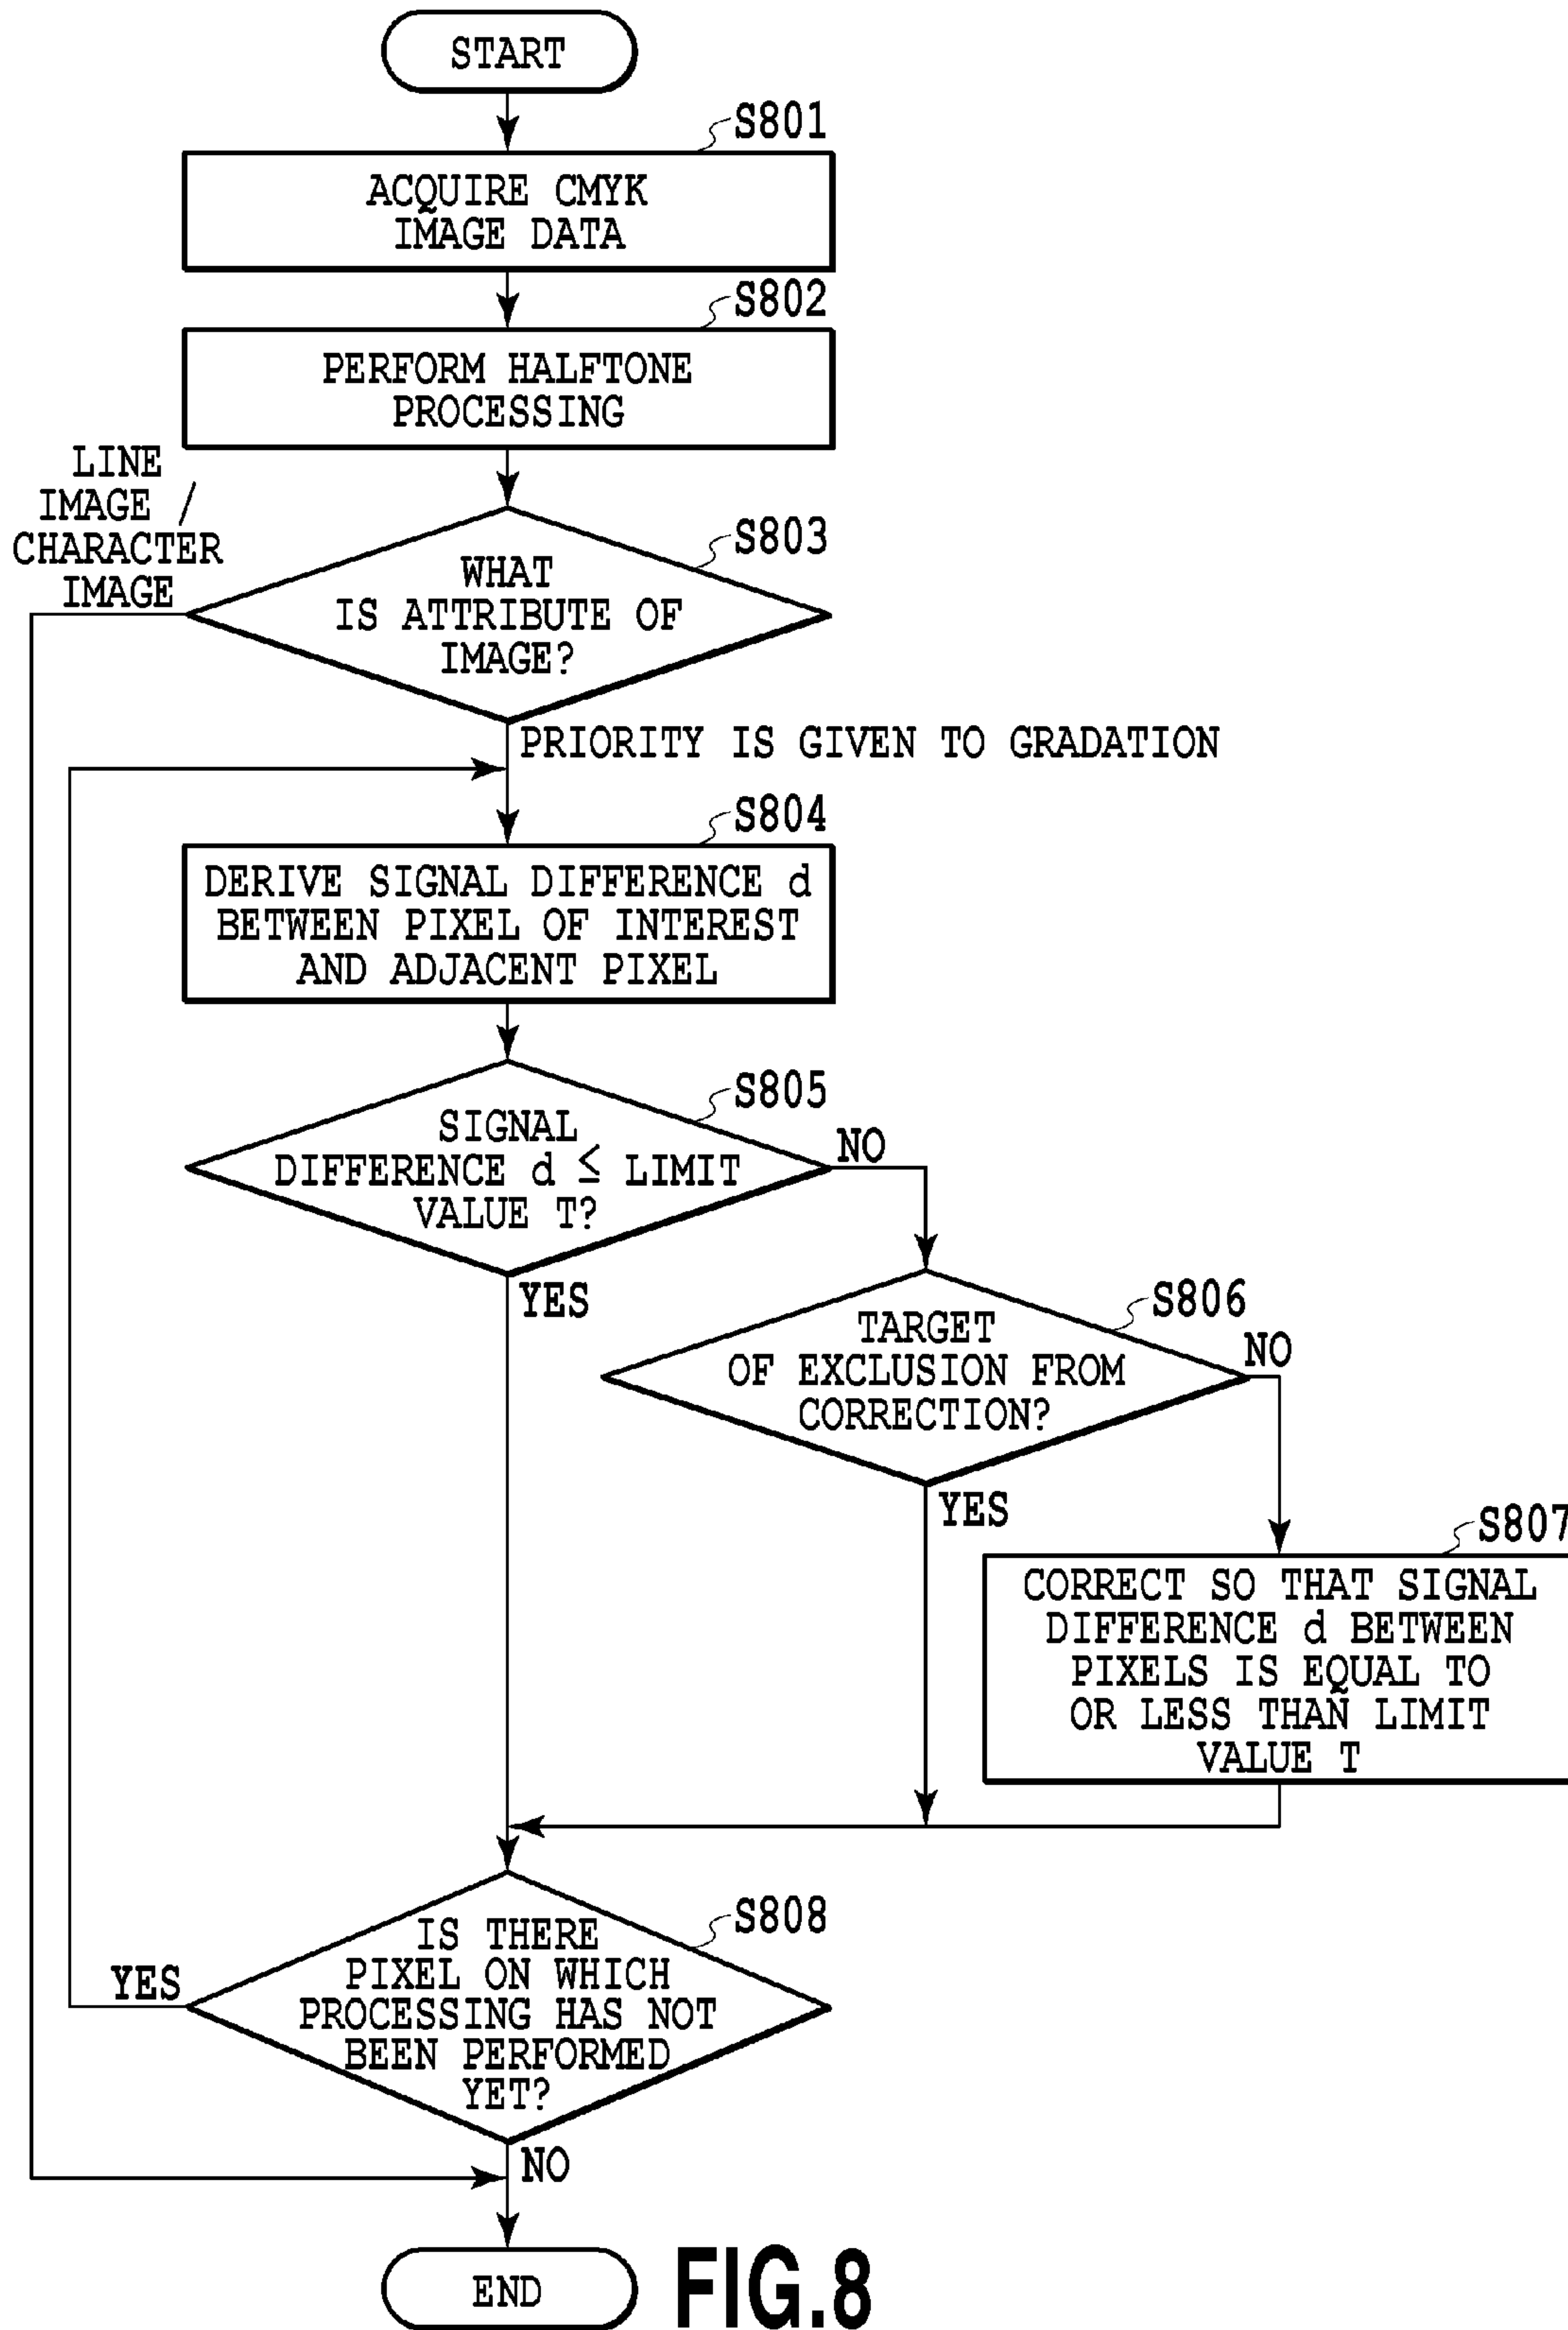 START
S801
ACQUIRE CMYK
IMAGE DATA
S802
PERFORM HALFTONE
PROCESSING
LINE
IMAGE /
CHARACTER
IMAGE
S803
WHAT
IS ATTRIBUTE OF
IMAGE?
PRIORITY IS GIVEN TO GRADATION
S804
DERIVE SIGNAL DIFFERENCE d
BETWEEN PIXEL OF INTEREST
AND ADJACENT PIXEL
S805
SIGNAL
DIFFERENCE d ≤ LIMIT
VALUE T?
NO
YES
S806
TARGET
OF EXCLUSION FROM
CORRECTION?
NO
YES
S807
CORRECT SO THAT SIGNAL
DIFFERENCE d BETWEEN
PIXELS IS EQUAL TO
OR LESS THAN LIMIT
VALUE T
S808
IS THERE
PIXEL ON WHICH
PROCESSING HAS NOT
BEEN PERFORMED
YET?
YES
NO
END
FIG.8